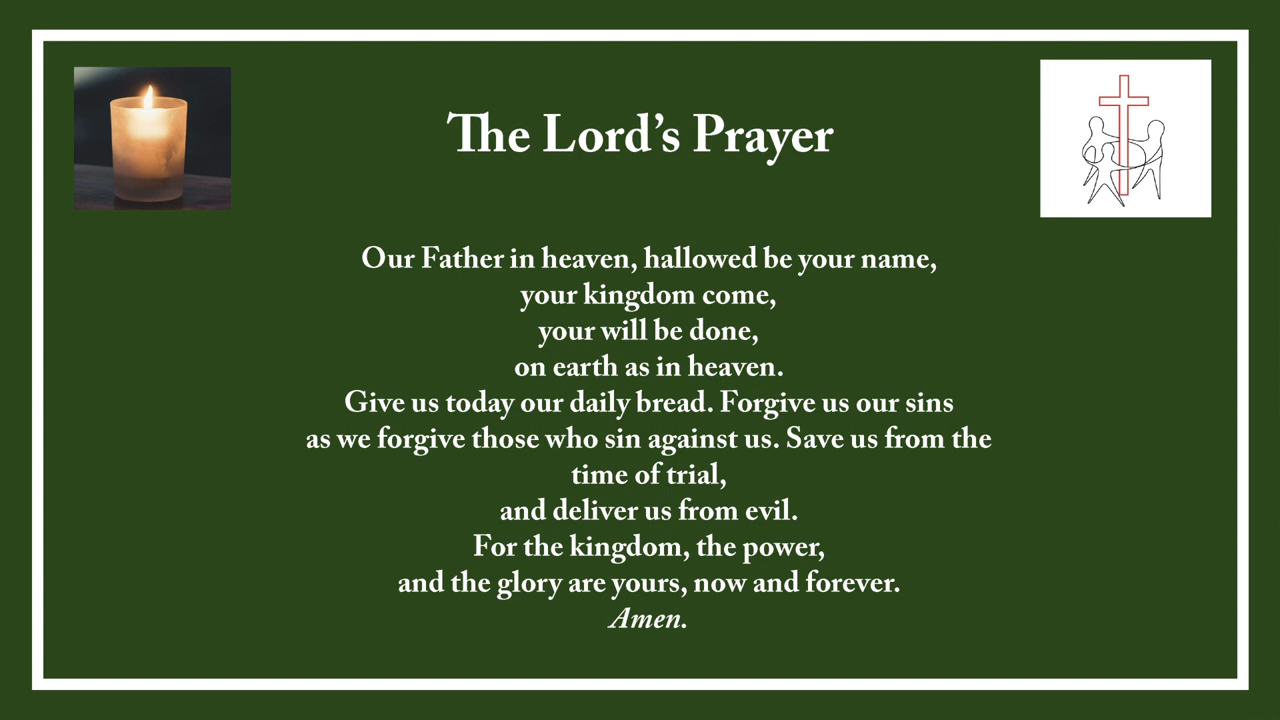 The Lord’s Prayer
Our Father in heaven, hallowed be your name,
your kingdom come,
your will be done,
on earth as in heaven.
Give us today our daily bread. Forgive us our sins
as we forgive those who sin against us. Save us from the
time of trial,
and deliver us from evil.
For the kingdom, the power,
and the glory are yours, now and forever.
Amen.